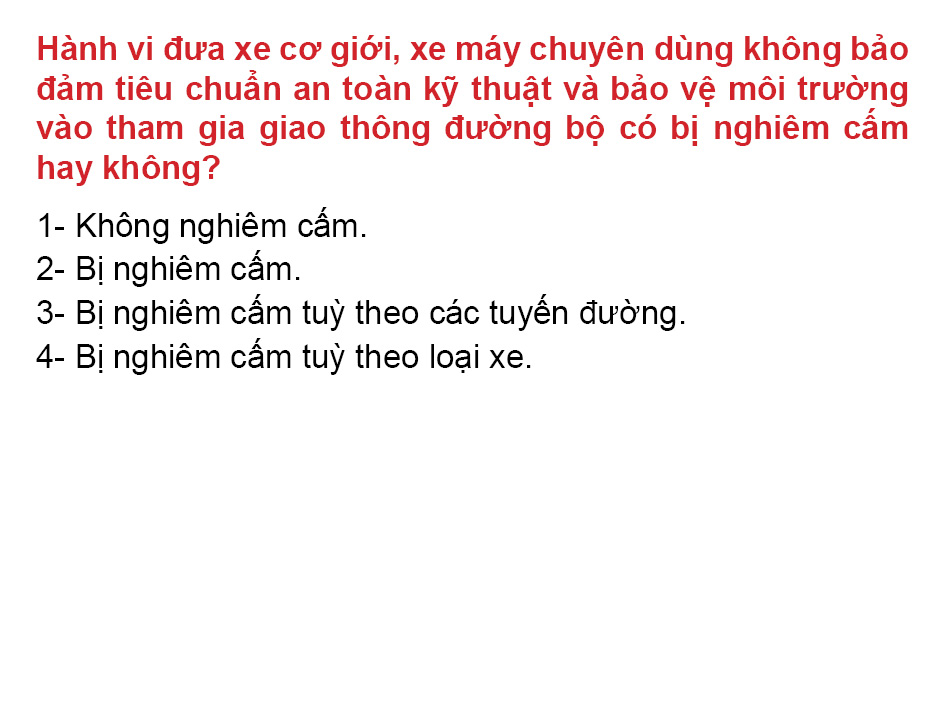 Hành vi đưa xe cơ giới, xe máy chuyên dùng không bảo
đảm tiêu chuẩn an toàn kỹ thuật và bảo vệ môi trường
vào tham gia giao thông đường bộ có bị nghiêm cấm
hay không?
1- Không nghiêm cấm.
2- Bị nghiêm cấm.
3- Bị nghiêm cấm tuỳ theo các tuyến đường.
4- Bị nghiêm cấm tuỳ theo loại xe.